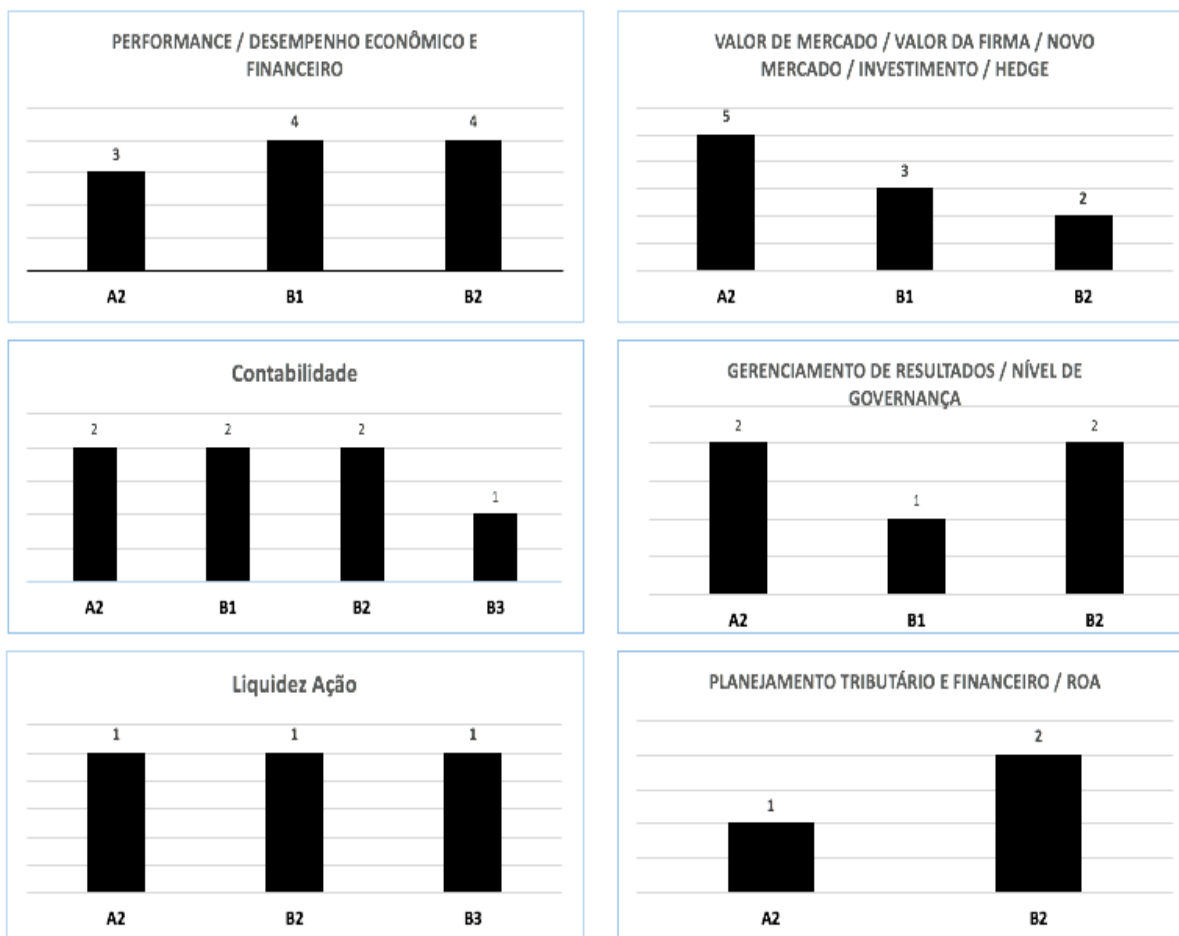 PERFORMANCE / DESEMPENHO ECONÔMICO E
FINANCEIRO
3
4
4
A2
B1
B2
VALOR DE MERCADO / VALOR DA FIRMA / NOVO
MERCADO / INVESTIMENTO / HEDGE
5
3
2
A2
B1
B2
Contabilidade
2
2
2
1
A2
B1
B2
B3
GERENCIAMENTO DE RESULTADOS / NÍVEL DE
GOVERNANÇA
2
1
2
A2
B1
B2
Liquidez Ação
1
1
1
A2
B2
B3
PLANEJAMENTO TRIBUTÁRIO E FINANCEIRO / ROA
1
2
A2
B2